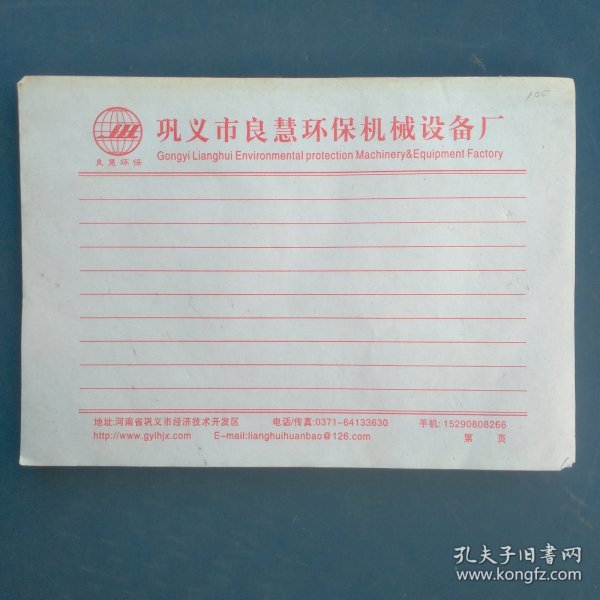 100
巩义市良慧环保机械设备厂
Gongyi Lianghui Environmental protection Machinery&Equipment Factory
良慧环保
地址:河南省巩义市经济技术开发区 电话/传真:0371-64133630 手机:15290808266
http://www.gylhjx.com E-mail:lianghuihuanbao@126.com 第 页
孔夫子旧书网
www.kongfz.com